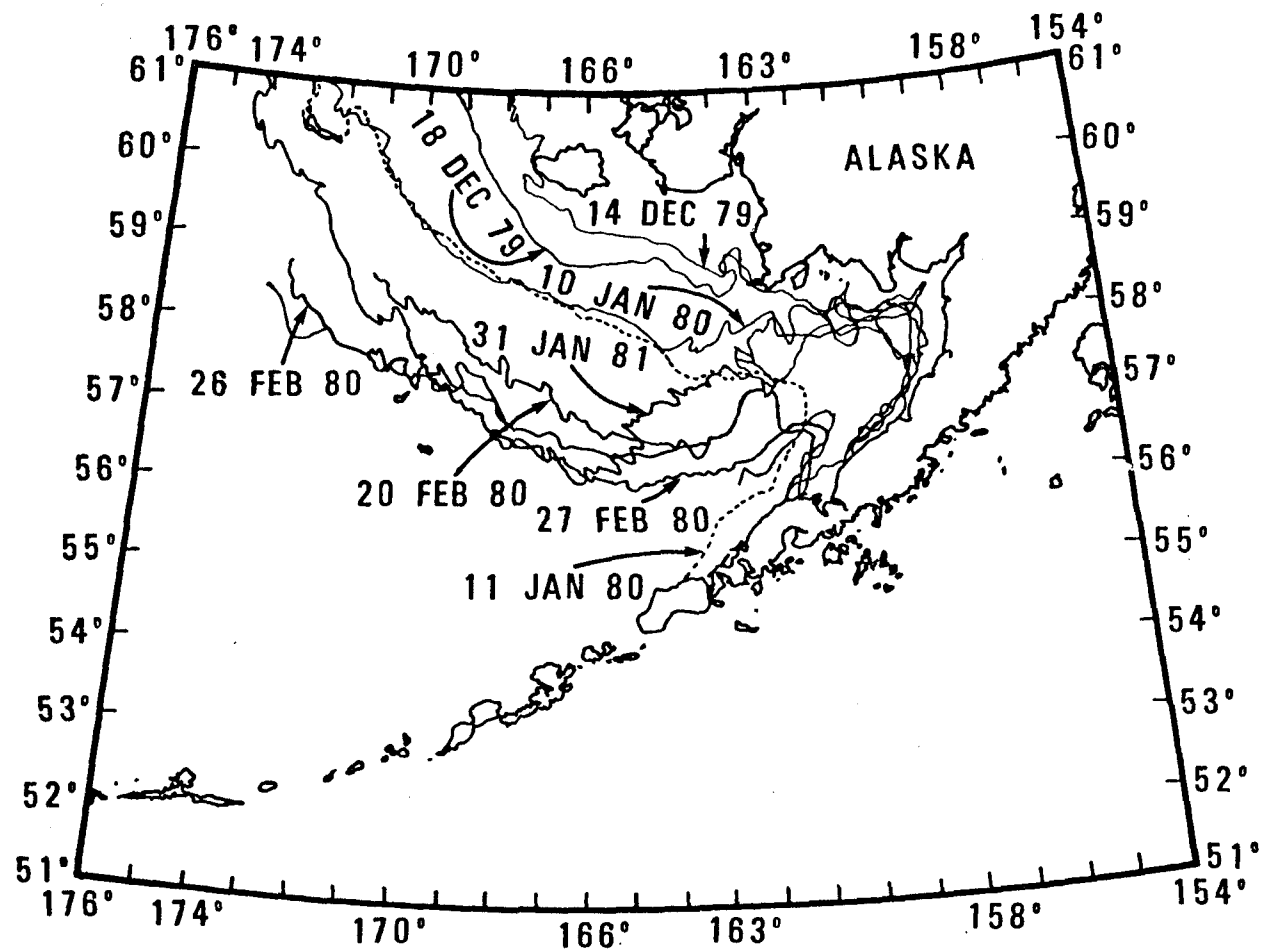 176° 174° 170° 166° 163° 158° 154°
61° 61°
60° 60°
ALASKA
18 DEC 79
14 DEC 79
59° 59°
10 JAN 80
58° 58°
31 JAN 81
26 FEB 80
57° 57°
56° 56°
20 FEB 80
27 FEB 80
55° 55°
11 JAN 80
54° 54°
53° 53°
52° 52°
51° 51°
176° 174° 170° 166° 163° 158° 154°